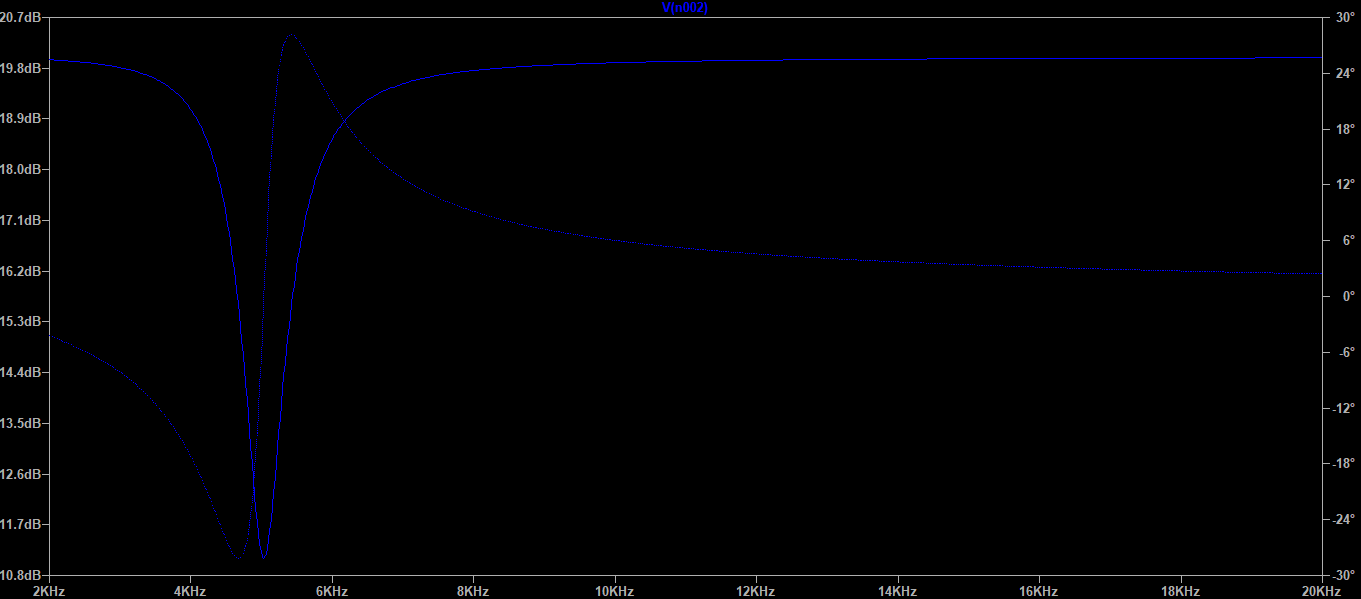 V(n002)
20.7dB 30°
19.8dB 24°
18.9dB 18°
18.0dB 12°
17.1dB 6°
16.2dB 0°
15.3dB -6°
14.4dB -12°
13.5dB -18°
12.6dB -24°
11.7dB -30°
10.8dB
2KHz 4KHz 6KHz 8KHz 10KHz 12KHz 14KHz 16KHz 18KHz 20KHz